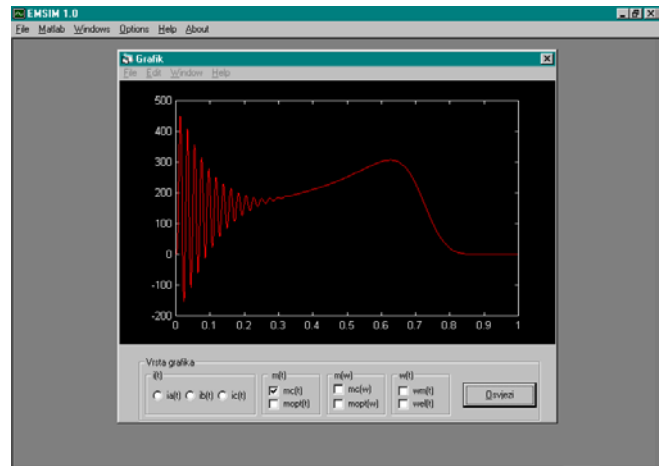 EMSIM 1.0
File Matlab Windows Options Help About
Grafik
File Edit Window Help
500
400
300
200
100
0
-100
-200
0 0.1 0.2 0.3 0.4 0.5 0.6 0.7 0.8 0.9 1
Vrsta grafika
i(t) m(t) m(w) w(t)
ia(t) ib(t) ic(t) mc(t) mc(w) wm(t) Osvjezi
mopt(t) mopt(w) wel(t)